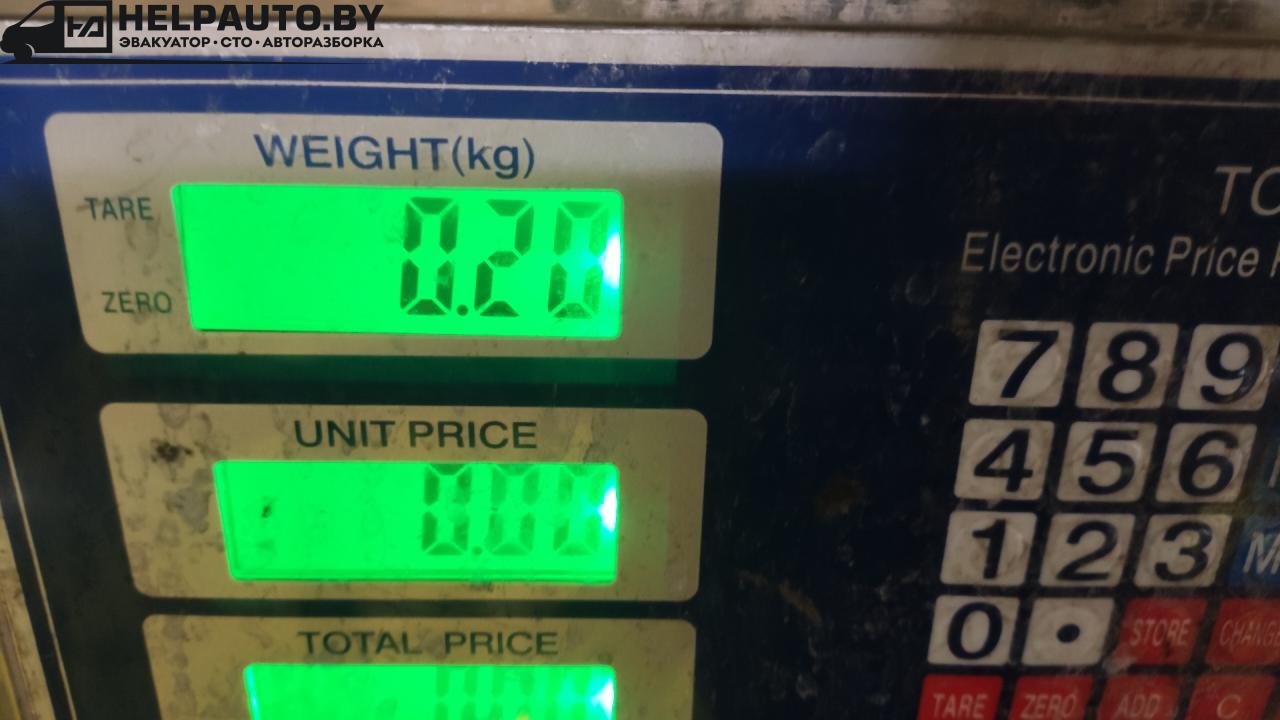 HELPAUTO.BY
ЭВАКУАТОР·СТО·АВТОРАЗБОРКА
WEIGHT(kg)
TARE
0.20
ZERO
Electronic Price
UNIT PRICE
0.00
TOTAL PRICE
7 8 9
4 5 6
1 2 3
0 • STORE
TARE ZERO ADD C